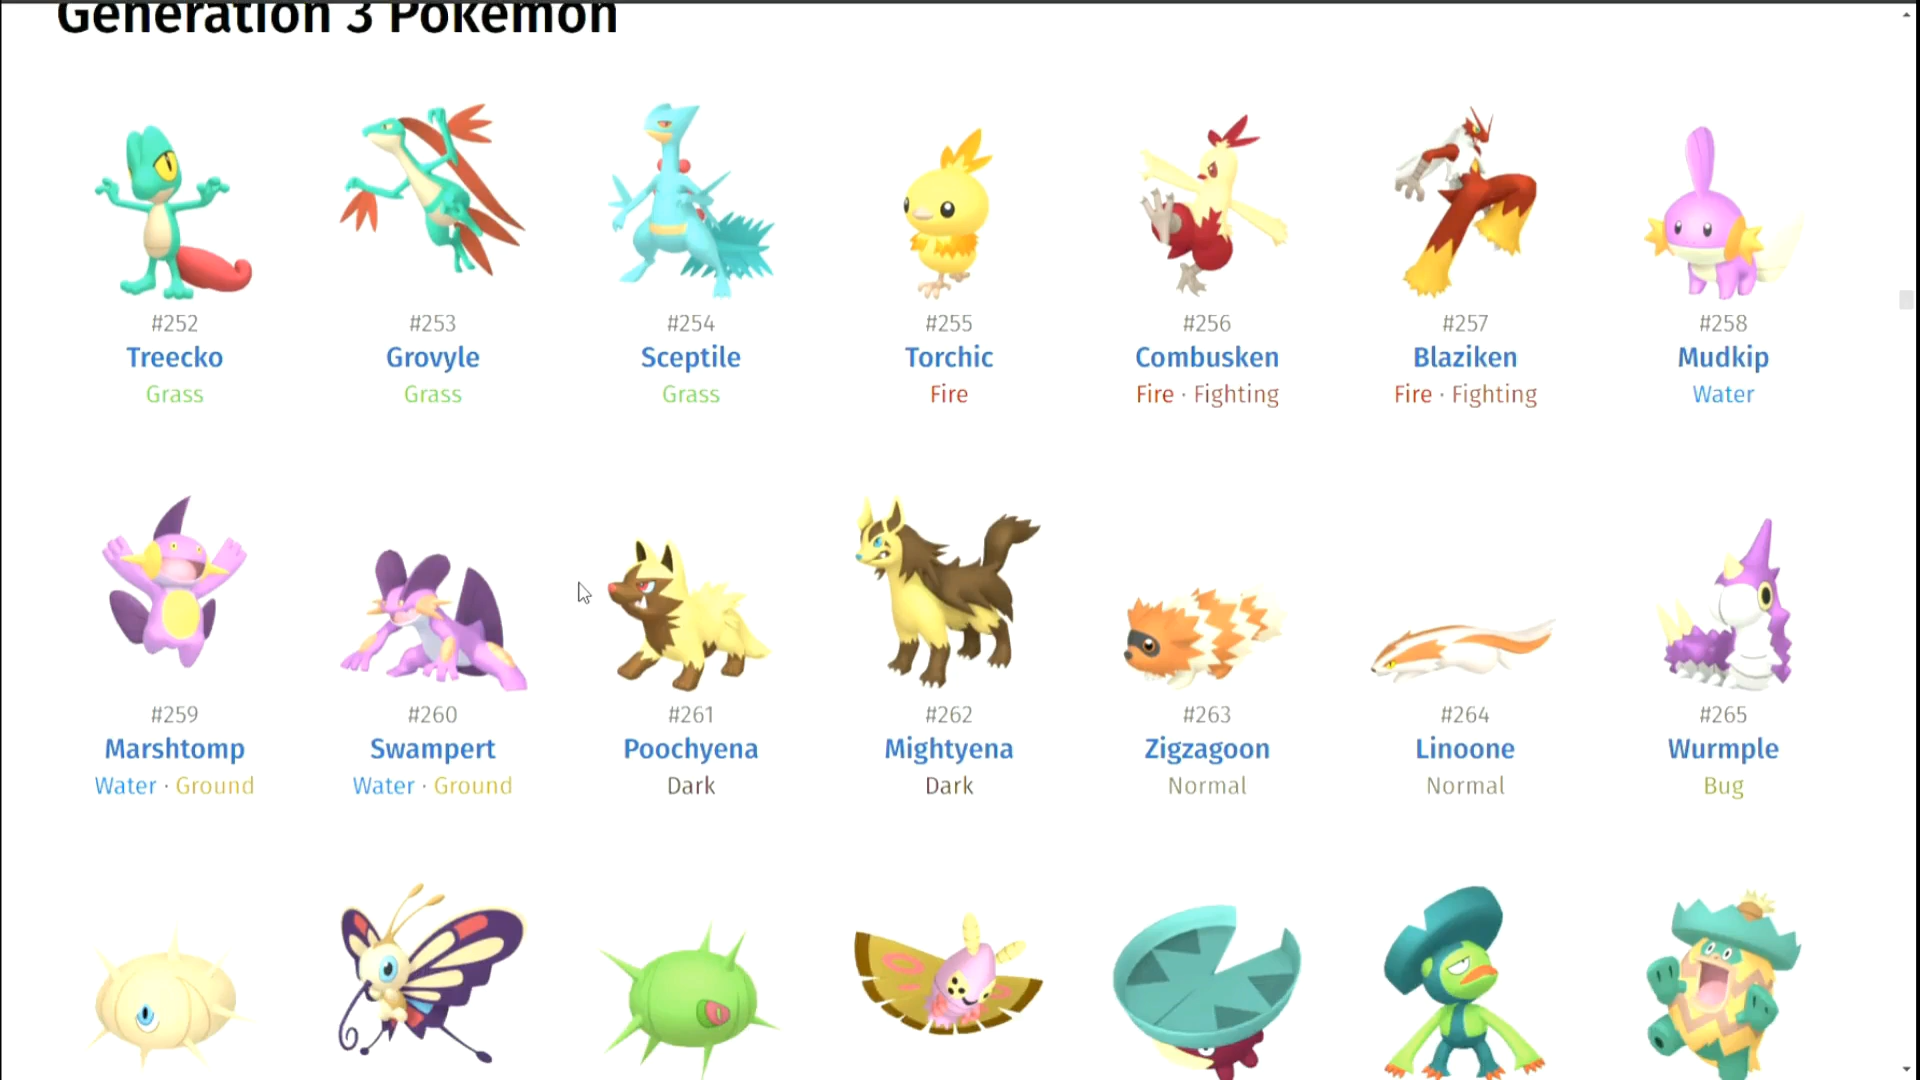 Generation 3 Pokémon
#252 #253 #254 #255 #256 #257 #258
Treecko Grovyle Sceptile Torchic Combusken Blaziken Mudkip
Grass Grass Grass Fire Fire · Fighting Fire · Fighting Water
#259 #260 #261 #262 #263 #264 #265
Marshtomp Swampert Poochyena Mightyena Zigzagoon Linoone Wurmple
Water · Ground Water · Ground Dark Dark Normal Normal Bug